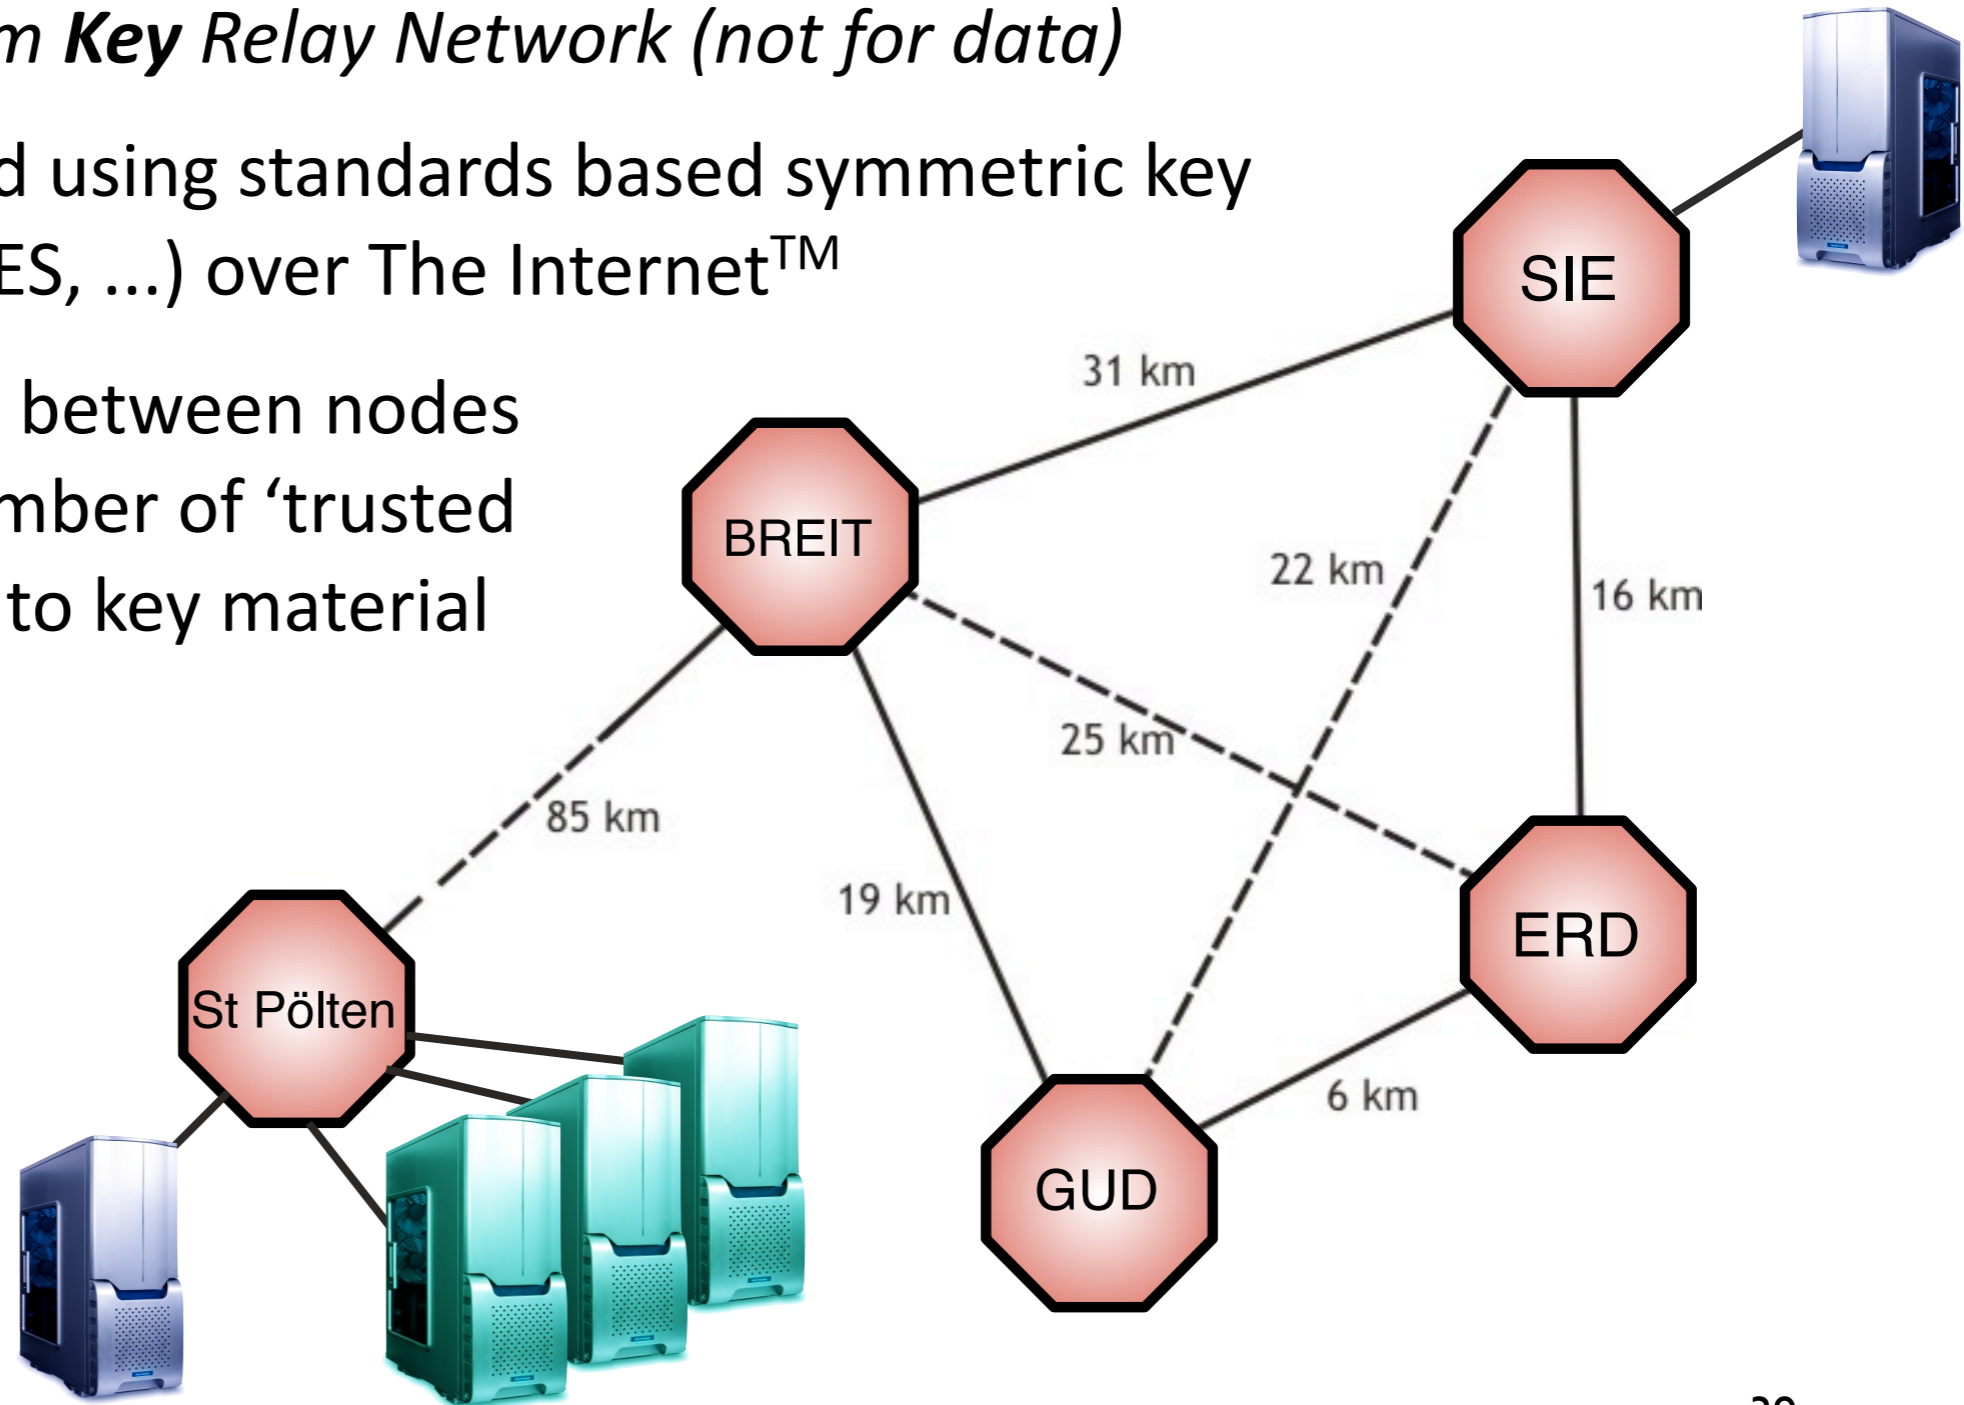 m Key Relay Network (not for data)
d using standards based symmetric key
ES, ...) over The Internet™
between nodes
mber of ‘trusted
to key material
SIE
31 km
BREIT
22 km
16 km
25 km
85 km
19 km
ERD
St Pölten
6 km
GUD